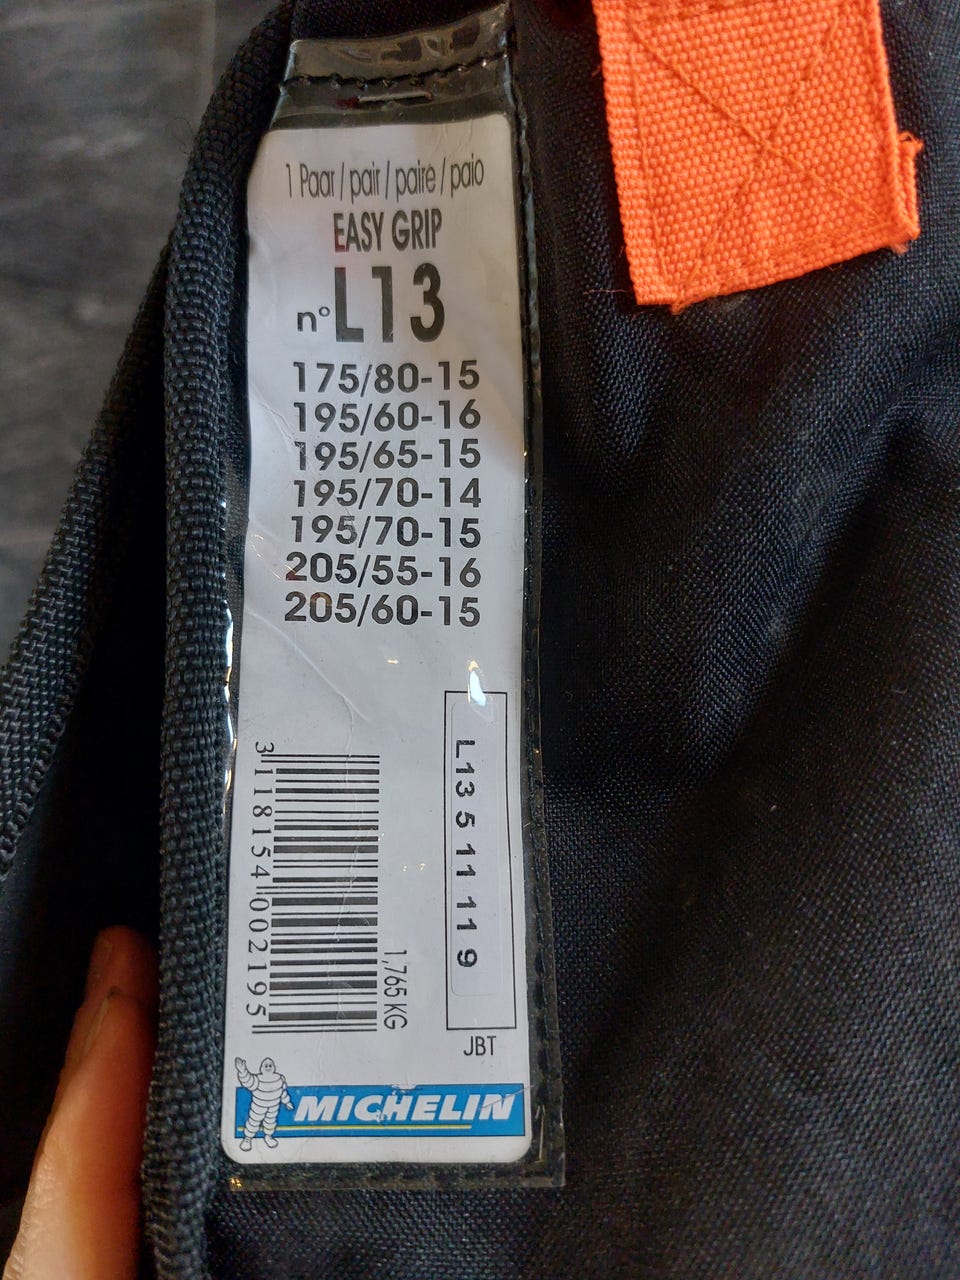 1 Paar / pair / paire / paio
EASY GRIP
n° L13
175/80-15
195/60-16
195/65-15
195/70-14
195/70-15
205/55-16
205/60-15
L13 5 11 1 1 9
3 118154 002195
1,765 KG
JBT
MICHELIN